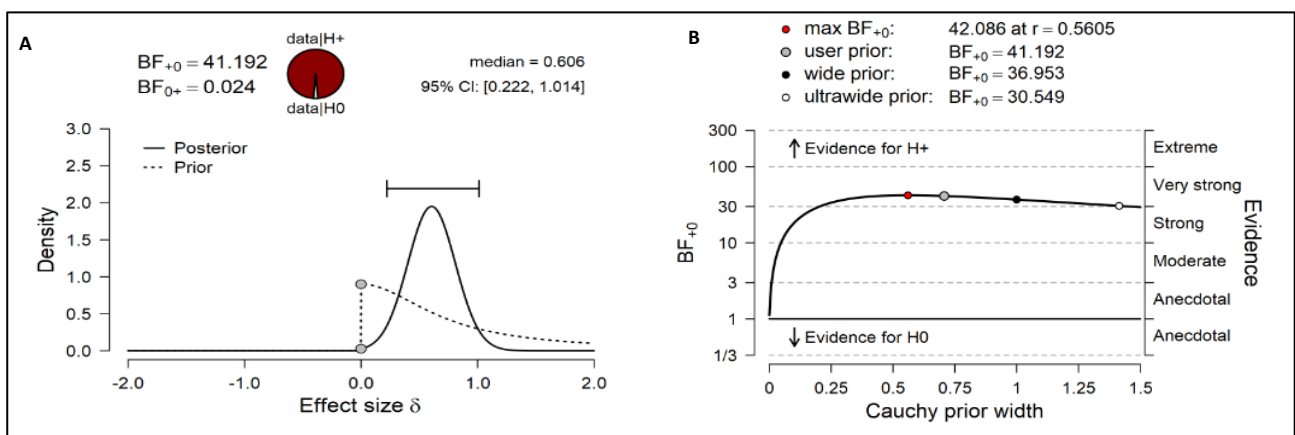 A
data|H+
BF+0 = 41.192
BF0+ = 0.024
data|H0
median = 0.606
95% CI: [0.222, 1.014]
3.0
2.5
2.0
1.5
1.0
0.5
0.0
Density
Posterior
Prior
-2.0
-1.0
0.0
1.0
2.0
Effect size δ
B
max BF+0: 42.086 at r = 0.5605
user prior: BF+0 = 41.192
wide prior: BF+0 = 36.953
ultrawide prior: BF+0 = 30.549
300
100
30
10
3
1
1/3
BF+0
↑ Evidence for H+
↓ Evidence for H0
Extreme
Very strong
Strong
Moderate
Anecdotal
Anecdotal
Evidence
0
0.25
0.5
0.75
1
1.25
1.5
Cauchy prior width